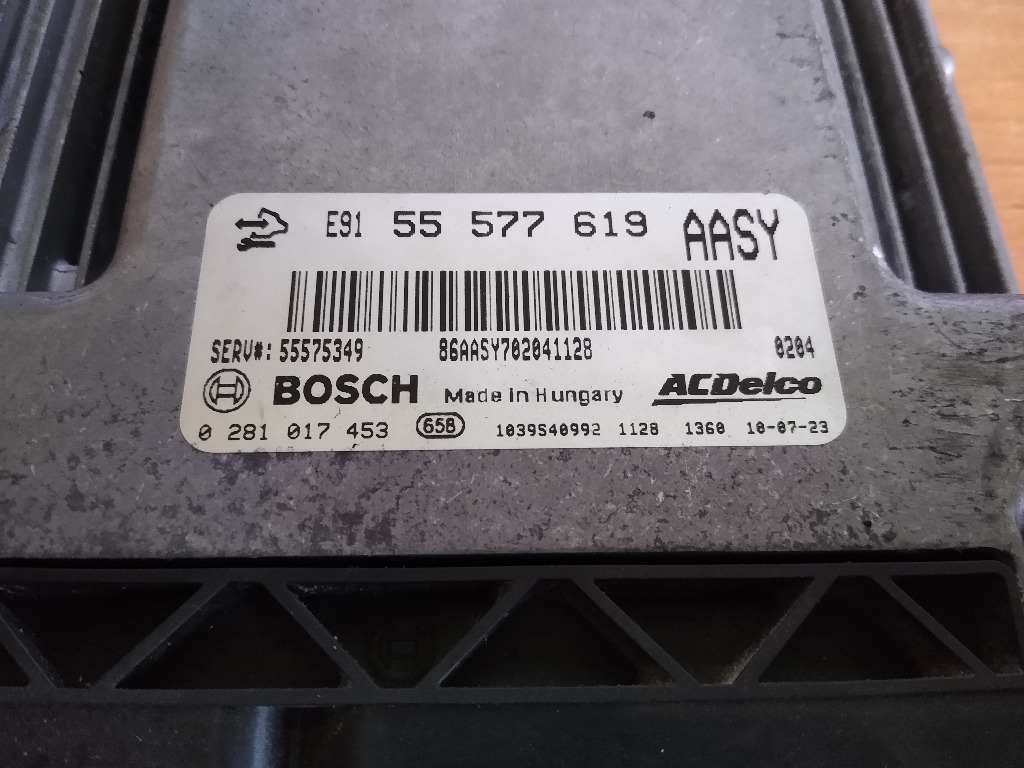 E91 55 577 619 AASY
SERV#: 55575349 86AASY702041128 0204
BOSCH Made in Hungary ACDelco
0 281 017 453 658 1039S40992 1128 1360 10-07-23